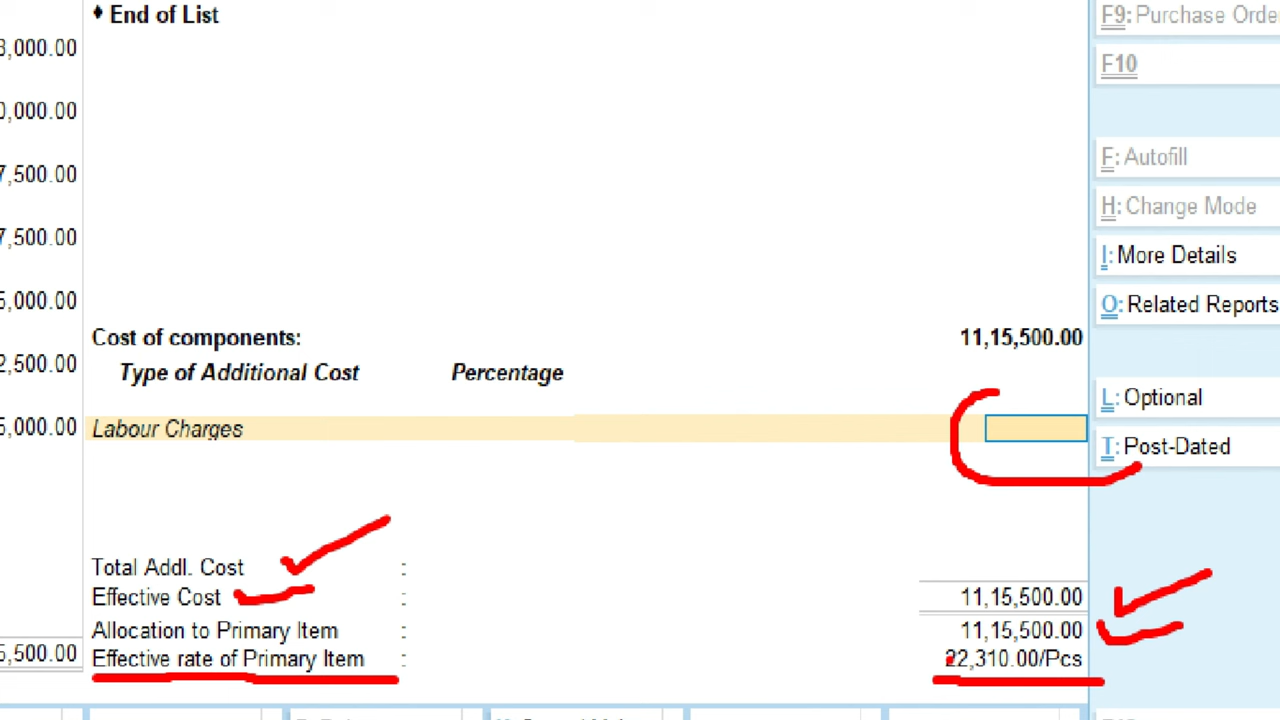 ♦ End of List
3,000.00
0,000.00
7,500.00
7,500.00
5,000.00
2,500.00
5,000.00
5,500.00
Cost of components: 11,15,500.00
Type of Additional Cost Percentage
Labour Charges
Total Addl. Cost :
Effective Cost : 11,15,500.00
Allocation to Primary Item : 11,15,500.00
Effective rate of Primary Item : 22,310.00/Pcs
F9: Purchase Orde
F10
F: Autofill
H: Change Mode
I: More Details
O: Related Reports
L: Optional
T: Post-Dated